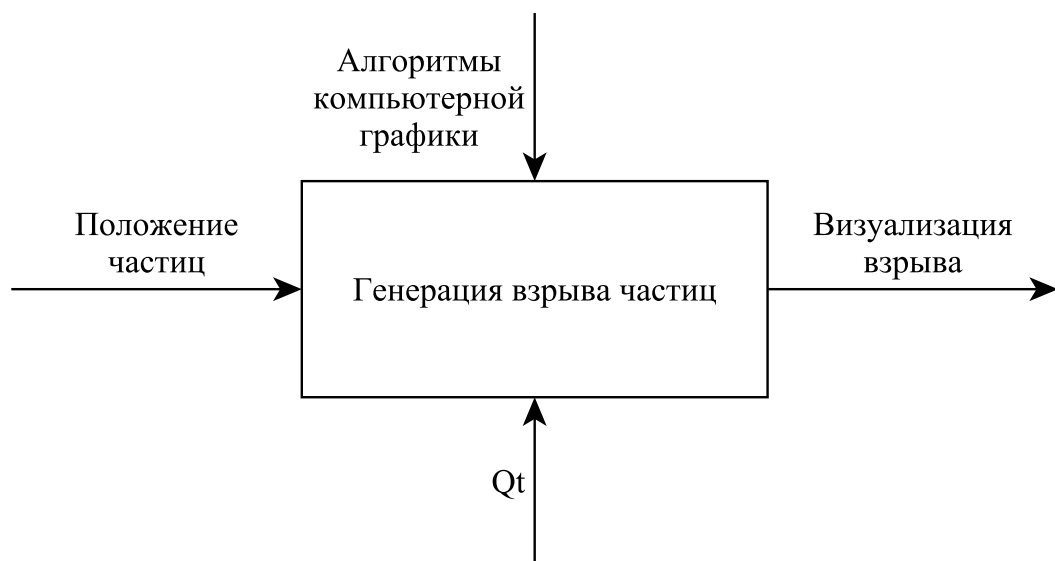 Алгоритмы
компьютерной
графики
Положение
частиц
Генерация взрыва частиц
Визуализация
взрыва
Qt